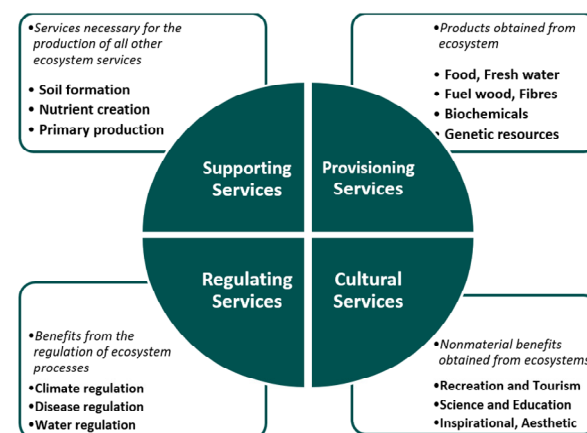 •Services necessary for the
production of all other
ecosystem services
• Soil formation
• Nutrient creation
• Primary production
•Products obtained from
ecosystem
• Food, Fresh water
• Fuel wood, Fibres
• Biochemicals
• Genetic resources
Supporting
Services
Provisioning
Services
Regulating
Services
Cultural
Services
•Benefits from the
regulation of ecosystem
processes
•Climate regulation
•Disease regulation
•Water regulation
•Nonmaterial benefits
obtained from ecosystems
•Recreation and Tourism
•Science and Education
•Inspirational, Aesthetic